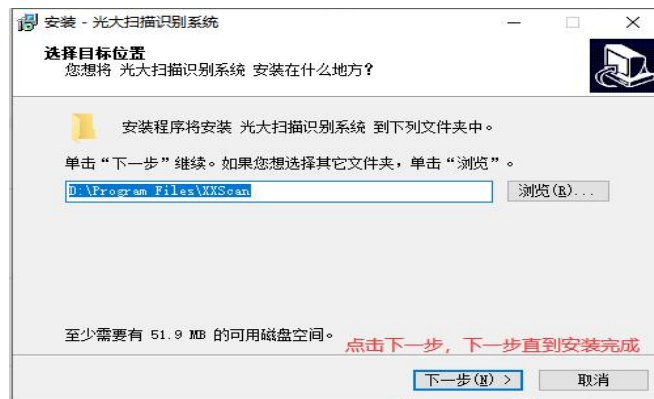 安装 - 光大扫描识别系统
选择目标位置
您想将 光大扫描识别系统 安装在什么地方?
安装程序将安装 光大扫描识别系统 到下列文件夹中。
单击“下一步”继续。如果您想选择其它文件夹，单击“浏览”。
D:\Program Files\XXScan
浏览(R)...
至少需要有 51.9 MB 的可用磁盘空间。
点击下一步，下一步直到安装完成
下一步(N) >
取消